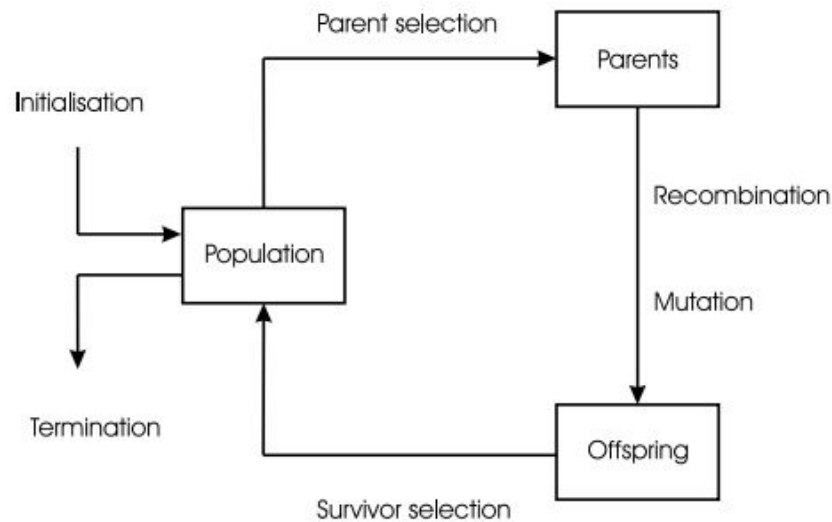 Parent selection
Parents
Initialisation
Recombination
Population
Mutation
Termination
Offspring
Survivor selection